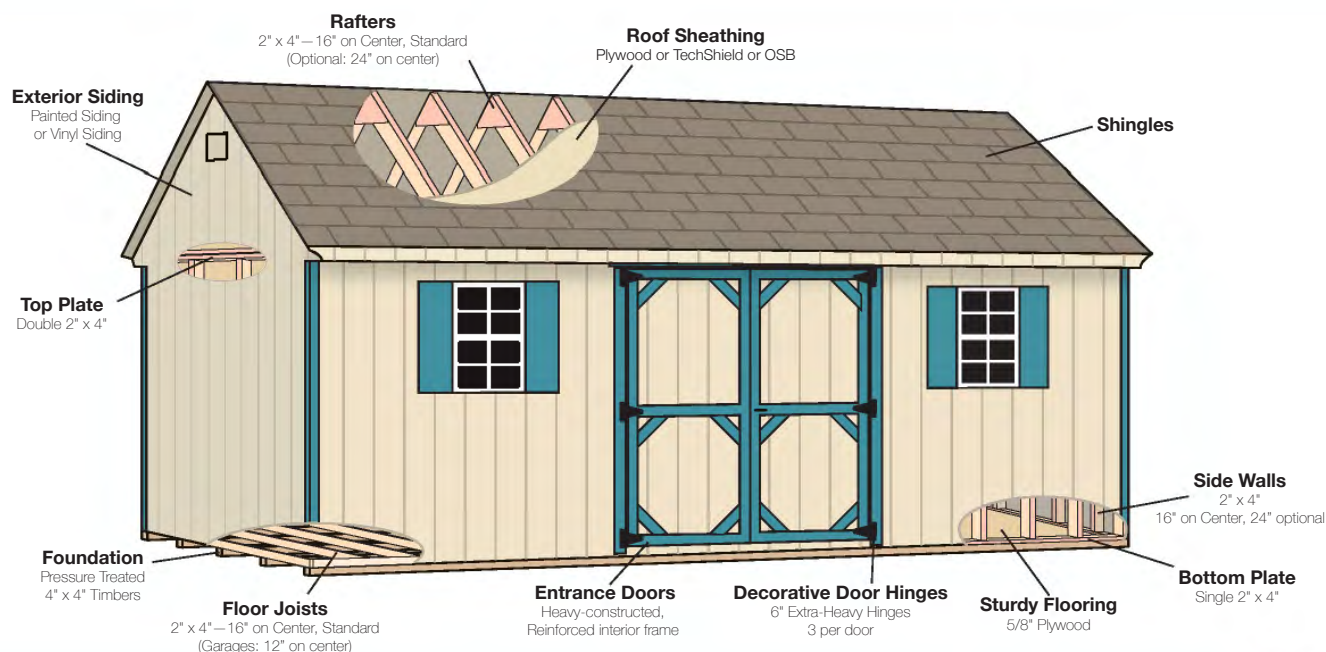 Rafters
2" x 4"—16" on Center, Standard
(Optional: 24" on center)
Roof Sheathing
Plywood or TechShield or OSB
Exterior Siding
Painted Siding
or Vinyl Siding
Shingles
Top Plate
Double 2" x 4"
Side Walls
2" x 4"
16" on Center, 24" optional
Foundation
Pressure Treated
4" x 4" Timbers
Floor Joists
2" x 4"—16" on Center, Standard
(Garages: 12" on center)
Entrance Doors
Heavy-constructed,
Reinforced interior frame
Decorative Door Hinges
6" Extra-Heavy Hinges
3 per door
Sturdy Flooring
5/8" Plywood
Bottom Plate
Single 2" x 4"